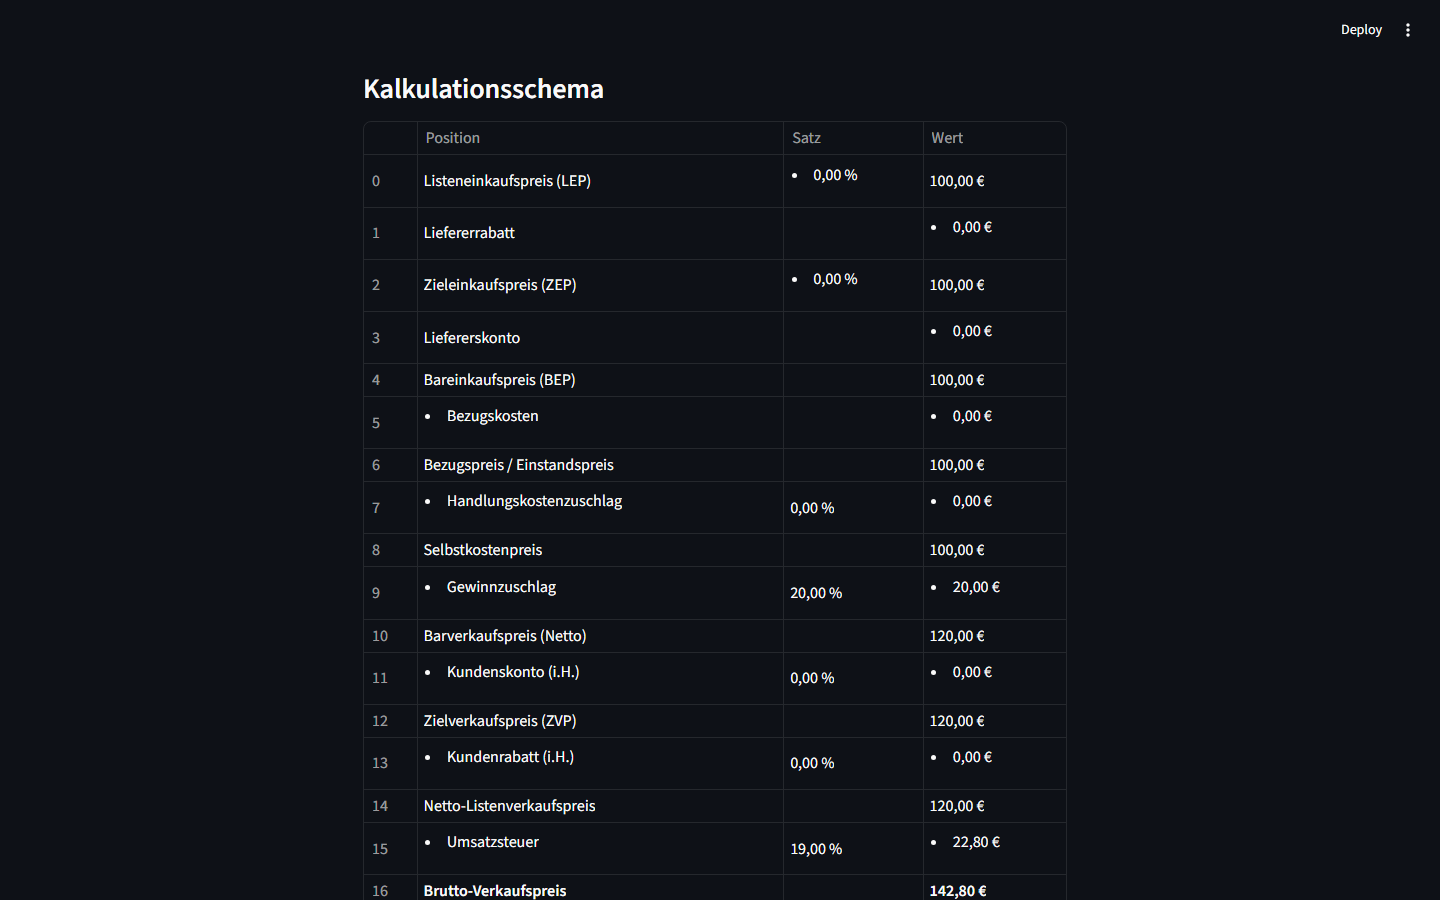 Deploy
Kalkulationsschema
Position Satz Wert
0 Listeneinkaufspreis (LEP) • 0,00 % 100,00 €
1 Liefererrabatt • 0,00 €
2 Zieleinkaufspreis (ZEP) • 0,00 % 100,00 €
3 Liefererskonto • 0,00 €
4 Bareinkaufspreis (BEP) 100,00 €
5 • Bezugskosten • 0,00 €
6 Bezugspreis / Einstandspreis 100,00 €
7 • Handlungskostenzuschlag 0,00 % • 0,00 €
8 Selbstkostenpreis 100,00 €
9 • Gewinnzuschlag 20,00 % • 20,00 €
10 Barverkaufspreis (Netto) 120,00 €
11 • Kundenskonto (i.H.) 0,00 % • 0,00 €
12 Zielverkaufspreis (ZVP) 120,00 €
13 • Kundenrabatt (i.H.) 0,00 % • 0,00 €
14 Netto-Listenverkaufspreis 120,00 €
15 • Umsatzsteuer 19,00 % • 22,80 €
16 Brutto-Verkaufspreis 142,80 €